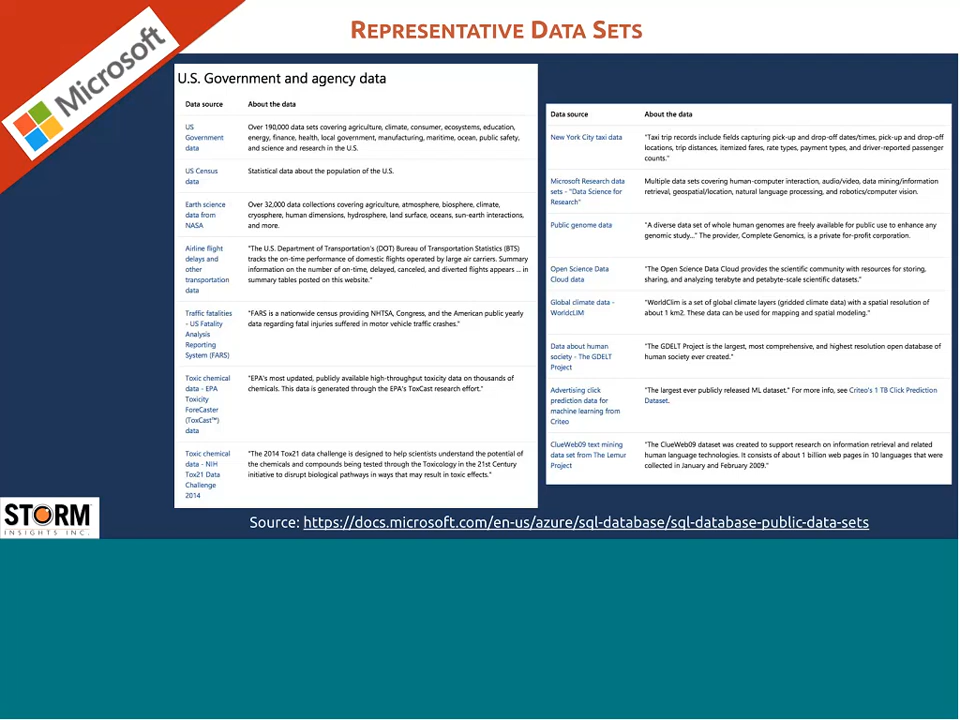 Microsoft
REPRESENTATIVE DATA SETS
U.S. Government and agency data
Data source About the data
US
Government
data
Over 190,000 data sets covering agriculture, climate, consumer, ecosystems, education,
energy, finance, health, local government, manufacturing, maritime, ocean, public safety,
and science and research in the U.S.
US Census
data
Statistical data about the population of the U.S.
Earth science
data from
NASA
Over 32,000 data collections covering agriculture, atmosphere, biosphere, climate,
cryosphere, human dimensions, hydrosphere, land surface, oceans, sun-earth interactions,
and more.
Airline flight
delays and
other
transportation
data
"The U.S. Department of Transportation's (DOT) Bureau of Transportation Statistics (BTS)
tracks the on-time performance of domestic flights operated by large air carriers. Summary
information on the number of on-time, delayed, canceled, and diverted flights appears ... in
summary tables posted on this website."
Traffic fatalities
- US Fatality
Analysis
Reporting
System (FARS)
"FARS is a nationwide census providing NHTSA, Congress, and the American public yearly
data regarding fatal injuries suffered in motor vehicle traffic crashes."
Toxic chemical
data - EPA
Toxicity
ForeCaster
(ToxCast™)
data
"EPA's most updated, publicly available high-throughput toxicity data on thousands of
chemicals. This data is generated through the EPA's ToxCast research effort."
Toxic chemical
data - NIH
Tox21 Data
Challenge
2014
"The 2014 Tox21 data challenge is designed to help scientists understand the potential of
the chemicals and compounds being tested through the Toxicology in the 21st Century
initiative to disrupt biological pathways in ways that may result in toxic effects."
Data source About the data
New York City taxi data
"Taxi trip records include fields capturing pick-up and drop-off dates/times, pick-up and drop-off
locations, trip distances, itemized fares, rate types, payment types, and driver-reported passenger
counts."
Microsoft Research data
sets - "Data Science for
Research"
Multiple data sets covering human-computer interaction, audio/video, data mining/information
retrieval, geospatial/location, natural language processing, and robotics/computer vision.
Public genome data
"A diverse data set of whole human genomes are freely available for public use to enhance any
genomic study..." The provider, Complete Genomics, is a private for-profit corporation.
Open Science Data
Cloud data
"The Open Science Data Cloud provides the scientific community with resources for storing,
sharing, and analyzing terabyte and petabyte-scale scientific datasets."
Global climate data -
WorldcLIM
"WorldClim is a set of global climate layers (gridded climate data) with a spatial resolution of
about 1 km2. These data can be used for mapping and spatial modeling."
Data about human
society - The GDELT
Project
"The GDELT Project is the largest, most comprehensive, and highest resolution open database of
human society ever created."
Advertising click
prediction data for
machine learning from
Criteo
"The largest ever publicly released ML dataset." For more info, see Criteo's 1 TB Click Prediction
Dataset.
ClueWeb09 text mining
data set from The Lemur
Project
"The ClueWeb09 dataset was created to support research on information retrieval and related
human language technologies. It consists of about 1 billion web pages in 10 languages that were
collected in January and February 2009."
STORM
INSIGHTS INC.
Source: https://docs.microsoft.com/en-us/azure/sql-database/sql-database-public-data-sets